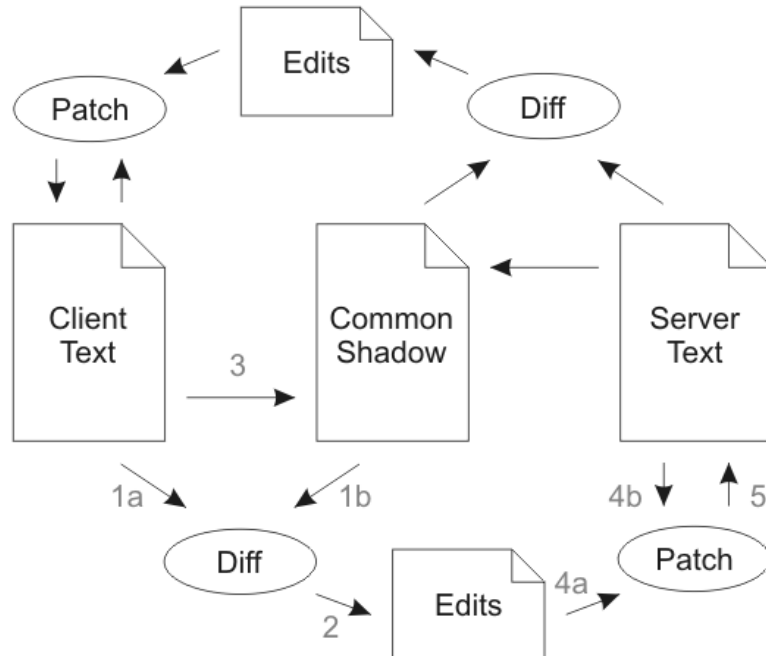 Edits
Patch
Diff
Client
Text
Common
Shadow
Server
Text
3
1a
1b
4b
5
Diff
Patch
2
Edits
4a